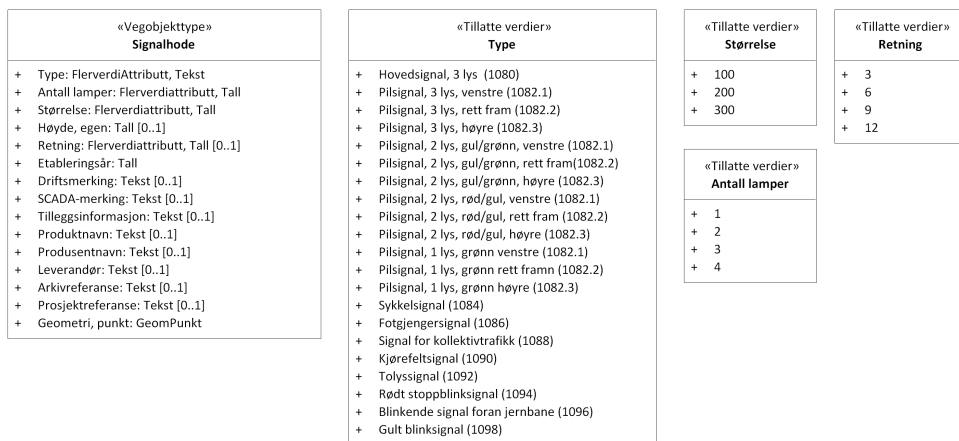 «Vegobjekttype»
Signalhode
+ Type: FlerverdiAttributt, Tekst
+ Antall lamper: Flerverdiattributt, Tall
+ Størrelse: Flerverdiattributt, Tall
+ Høyde, egen: Tall [0..1]
+ Retning: Flerverdiattributt, Tall [0..1]
+ Etableringsår: Tall
+ Driftsmerking: Tekst [0..1]
+ SCADA-merking: Tekst [0..1]
+ Tilleggsinformasjon: Tekst [0..1]
+ Produktnavn: Tekst [0..1]
+ Produsentnavn: Tekst [0..1]
+ Leverandør: Tekst [0..1]
+ Arkivreferanse: Tekst [0..1]
+ Prosjektreferanse: Tekst [0..1]
+ Geometri, punkt: GeomPunkt
«Tillatte verdier»
Type
+ Hovedsignal, 3 lys (1080)
+ Pilsignal, 3 lys, venstre (1082.1)
+ Pilsignal, 3 lys, rett fram (1082.2)
+ Pilsignal, 3 lys, høyre (1082.3)
+ Pilsignal, 2 lys, gul/grønn, venstre (1082.1)
+ Pilsignal, 2 lys, gul/grønn, rett fram(1082.2)
+ Pilsignal, 2 lys, gul/grønn, høyre (1082.3)
+ Pilsignal, 2 lys, rød/gul, venstre (1082.1)
+ Pilsignal, 2 lys, rød/gul, rett fram (1082.2)
+ Pilsignal, 2 lys, rød/gul, høyre (1082.3)
+ Pilsignal, 1 lys, grønn venstre (1082.1)
+ Pilsignal, 1 lys, grønn rett framn (1082.2)
+ Pilsignal, 1 lys, grønn høyre (1082.3)
+ Sykkelsignal (1084)
+ Fotgjengersignal (1086)
+ Signal for kollektivtrafikk (1088)
+ Kjørefeltsignal (1090)
+ Tolyssignal (1092)
+ Rødt stoppblinksignal (1094)
+ Blinkende signal foran jernbane (1096)
+ Gult blinksignal (1098)
«Tillatte verdier»
Størrelse
+ 100
+ 200
+ 300
«Tillatte verdier»
Antall lamper
+ 1
+ 2
+ 3
+ 4
«Tillatte verdier»
Retning
+ 3
+ 6
+ 9
+ 12